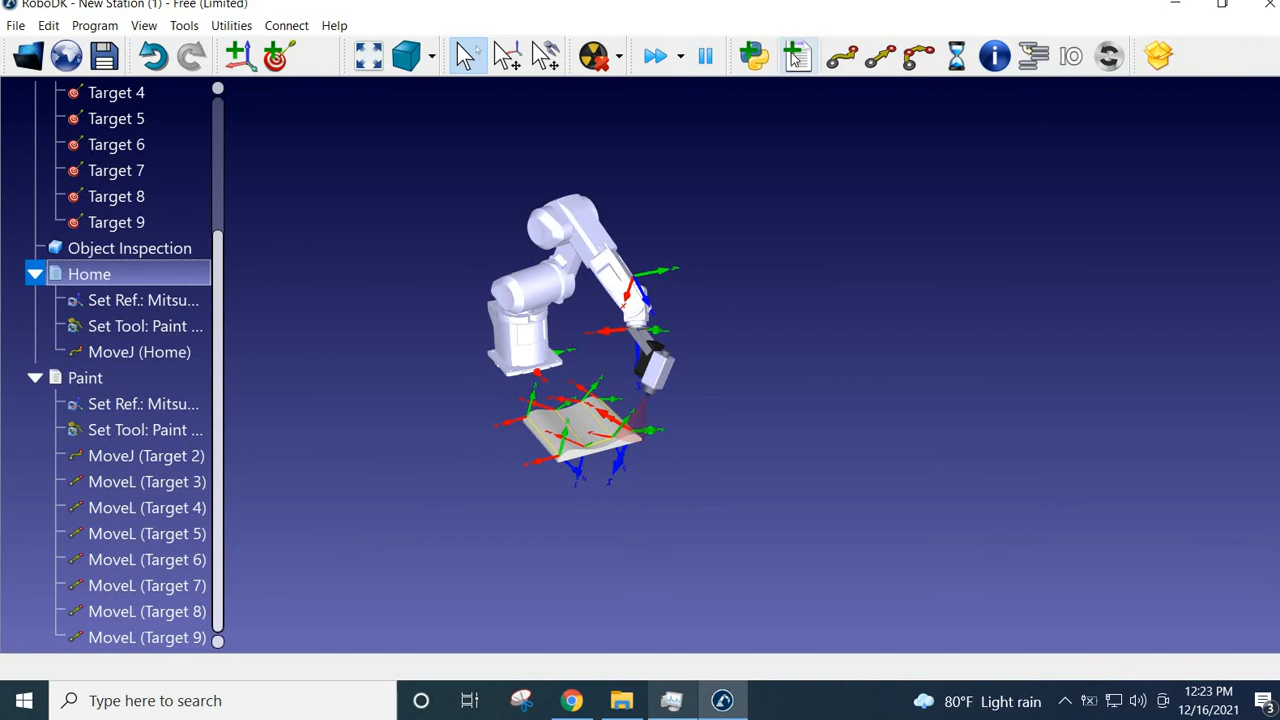 RoboDK - New Station (1) - Free (Limited)
File Edit Program View Tools Utilities Connect Help
IO
Target 4
Target 5
Target 6
Target 7
Target 8
Target 9
Object Inspection
Home
Set Ref.: Mitsu...
Set Tool: Paint ...
MoveJ (Home)
Paint
Set Ref.: Mitsu...
Set Tool: Paint ...
MoveJ (Target 2)
MoveL (Target 3)
MoveL (Target 4)
MoveL (Target 5)
MoveL (Target 6)
MoveL (Target 7)
MoveL (Target 8)
MoveL (Target 9)
Type here to search
80°F Light rain
12:23 PM
12/16/2021
3